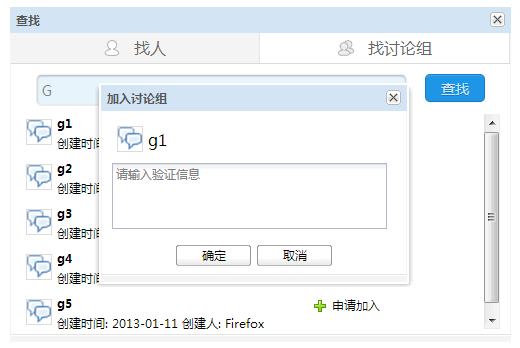 查找
找人
找讨论组
G
查找
加入讨论组
g1
请输入验证信息
确定 取消
g1
创建时间
g2
创建时间
g3
创建时间
g4
创建时间
g5
申请加入
创建时间: 2013-01-11 创建人: Firefox